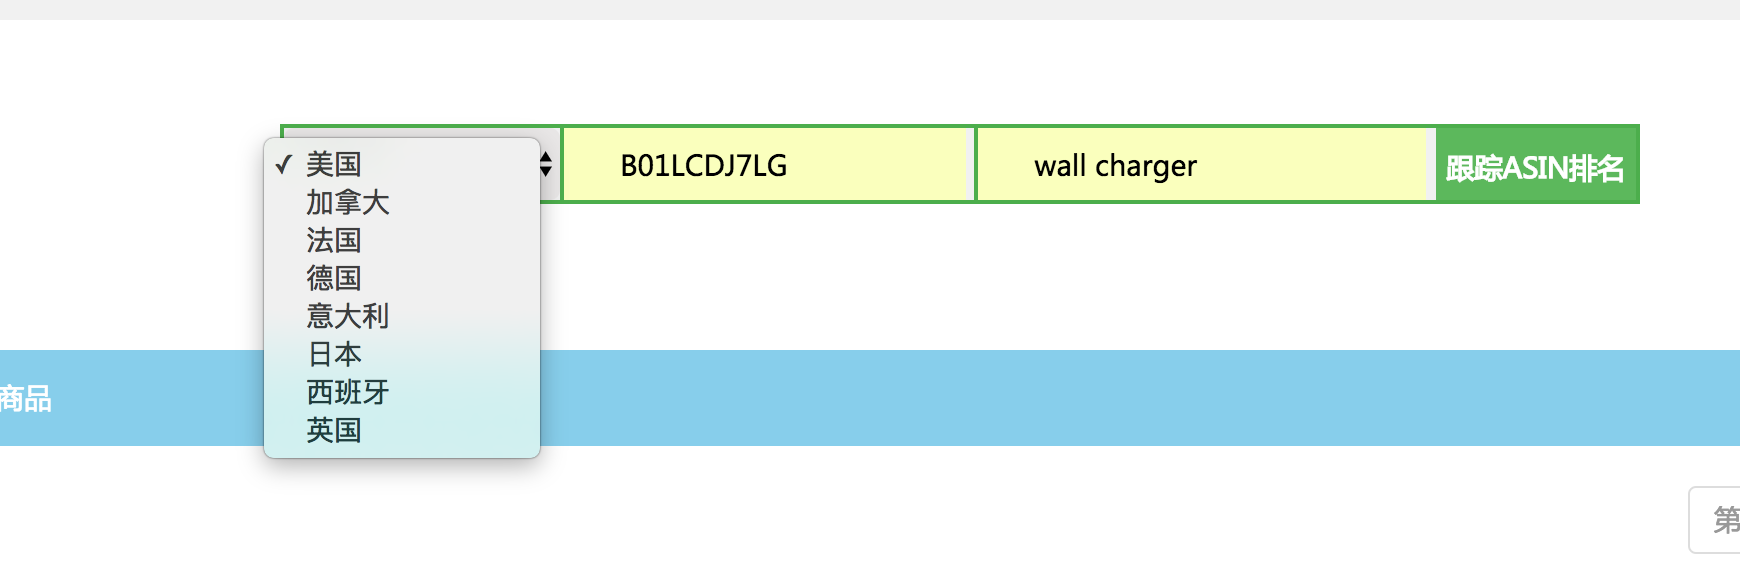 ✓ 美国
B01LCDJ7LG
wall charger
跟踪ASIN排名
加拿大
法国
德国
意大利
日本
西班牙
英国
商品
第